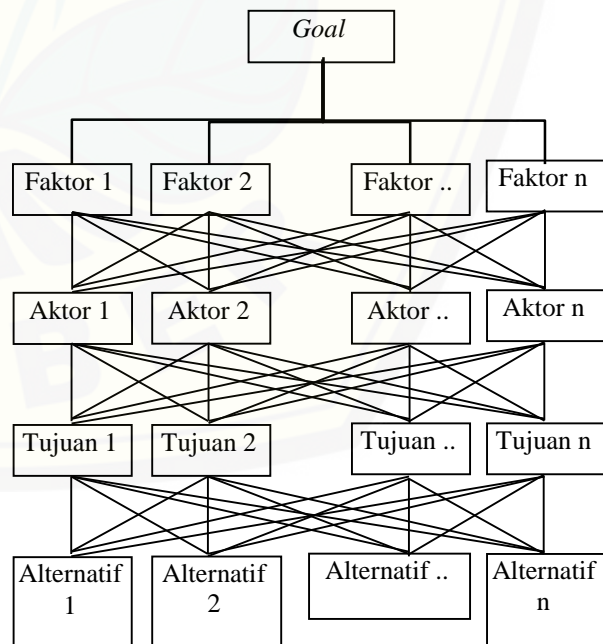 Goal
Faktor 1
Faktor 2
Faktor ..
Faktor n
Aktor 1
Aktor 2
Aktor ..
Aktor n
Tujuan 1
Tujuan 2
Tujuan ..
Tujuan n
Alternatif
1
Alternatif
2
Alternatif ..
Alternatif
n